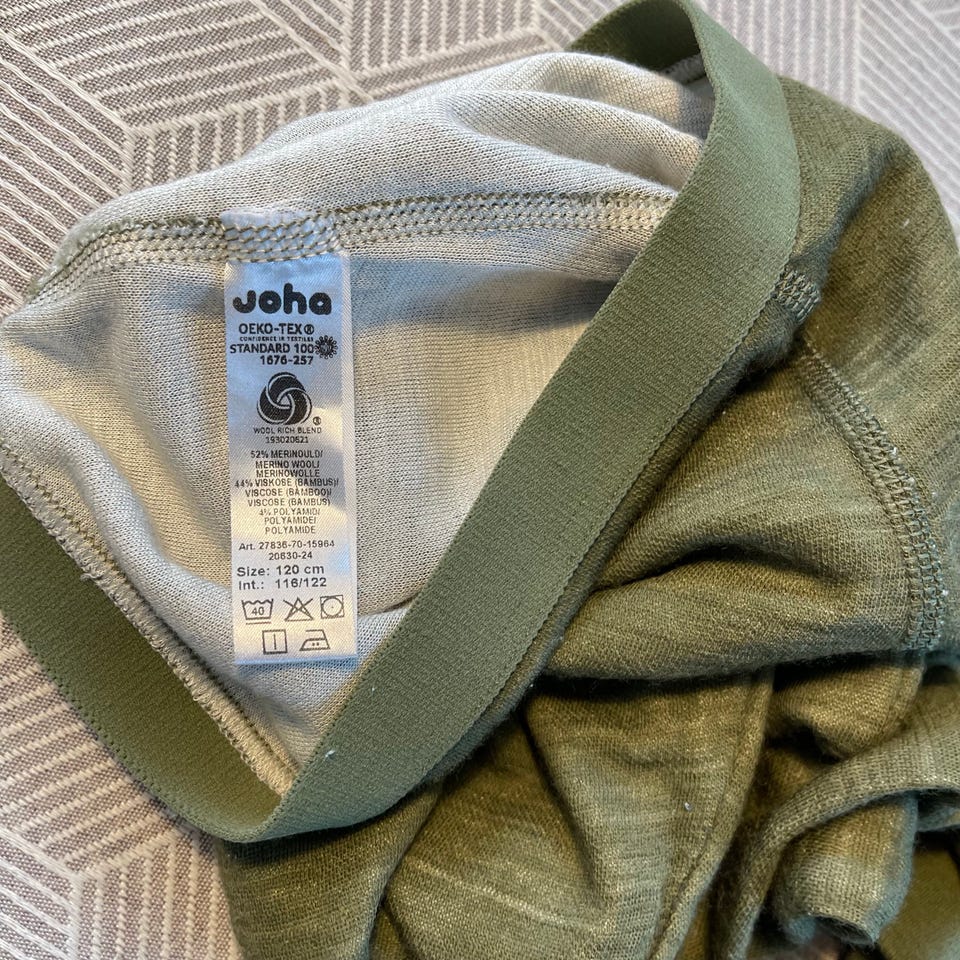 Joha
OEKO-TEX®
CONFIDENCE IN TEXTILES
STANDARD 100
1676-257
®
WOOL RICH BLEND
193020621
52% MERINOULD/
MERINO WOOL/
MERINOWOLLE
44% VISKOSE (BAMBUS)/
VISCOSE (BAMBOO)/
VISCOSE (BAMBUS)
4% POLYAMID/
POLYAMIDE/
POLYAMIDE
Art. 27836-70-15964
20630-24
Size: 120 cm
Int.: 116/122
40